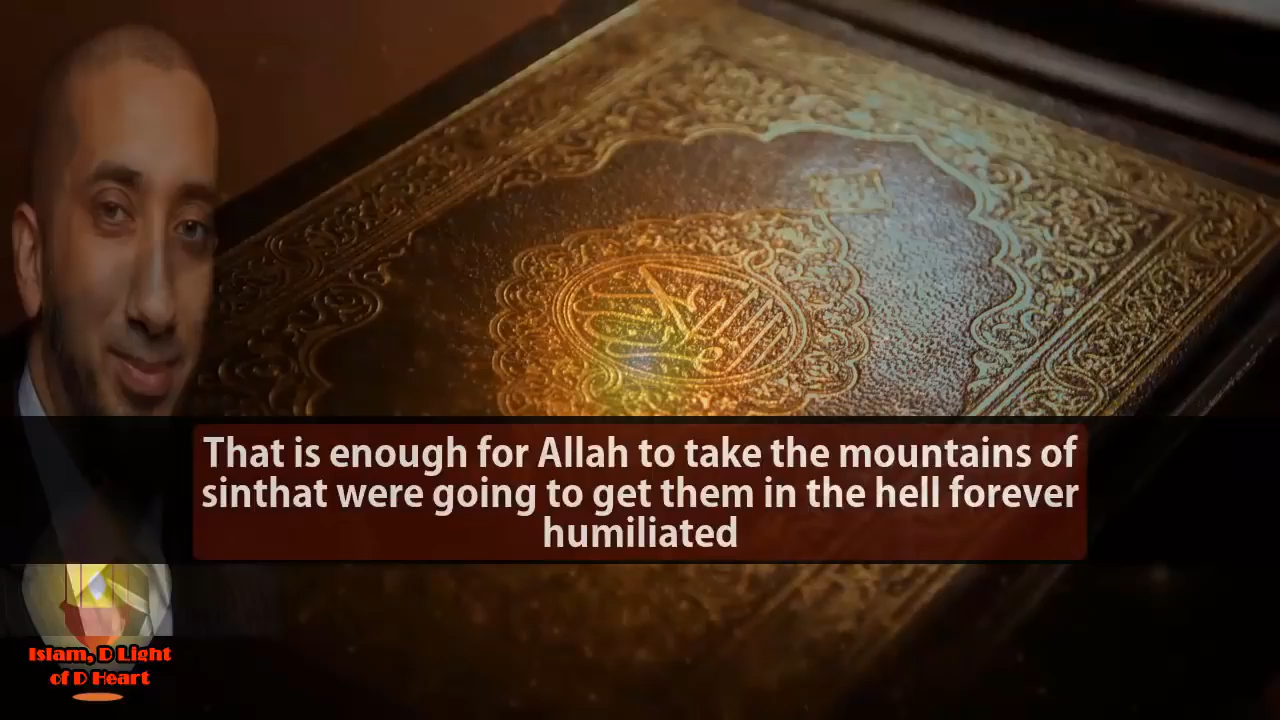 That is enough for Allah to take the mountains of
sinthat were going to get them in the hell forever
humiliated
Islam, D Light
of D Heart